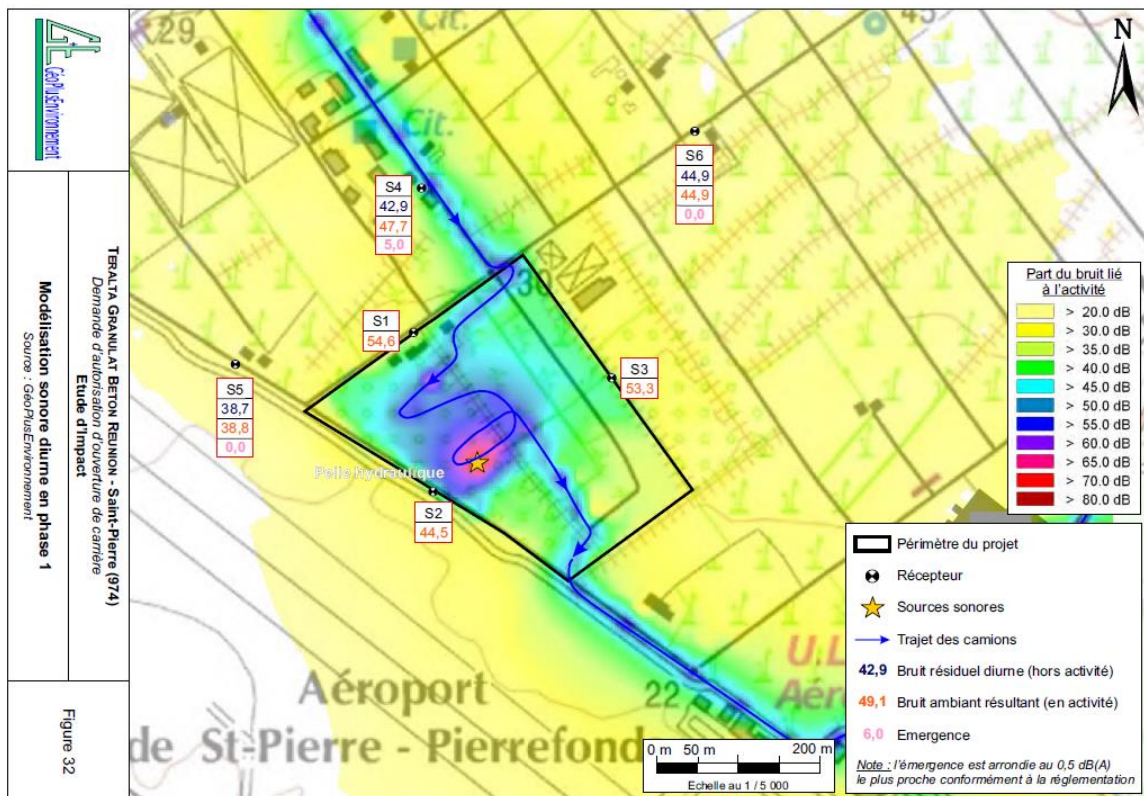 GéoPlusEnvironnement
TERALTA GRANULAT BETON REUNION - Saint-Pierre (974)
Demande d'autorisation d'ouverture de carrière
Etude d'Impact
Modélisation sonore diurne en phase 1
Source : GéoPlusEnvironnement
Figure 32
29
Cit.
45
N
Cit.
S6
44,9
44,9
0,0
S4
42,9
47,7
5,0
30
S1
54,6
S3
53,3
S5
38,7
38,8
0,0
Pelle hydraulique
S2
44,5
Part du bruit lié
à l'activité
> 20.0 dB
> 30.0 dB
> 35.0 dB
> 40.0 dB
> 45.0 dB
> 50.0 dB
> 55.0 dB
> 60.0 dB
> 65.0 dB
> 70.0 dB
> 80.0 dB
Périmètre du projet
Récepteur
Sources sonores
Trajet des camions
42,9 Bruit résiduel diurne (hors activité)
49,1 Bruit ambiant résultant (en activité)
6,0 Emergence
Note : l'émergence est arrondie au 0,5 dB(A)
le plus proche conformément à la réglementation
U.L
Aér
22
Aéroport
de St-Pierre - Pierrefond
0 m 50 m 200 m
Echelle au 1 / 5 000